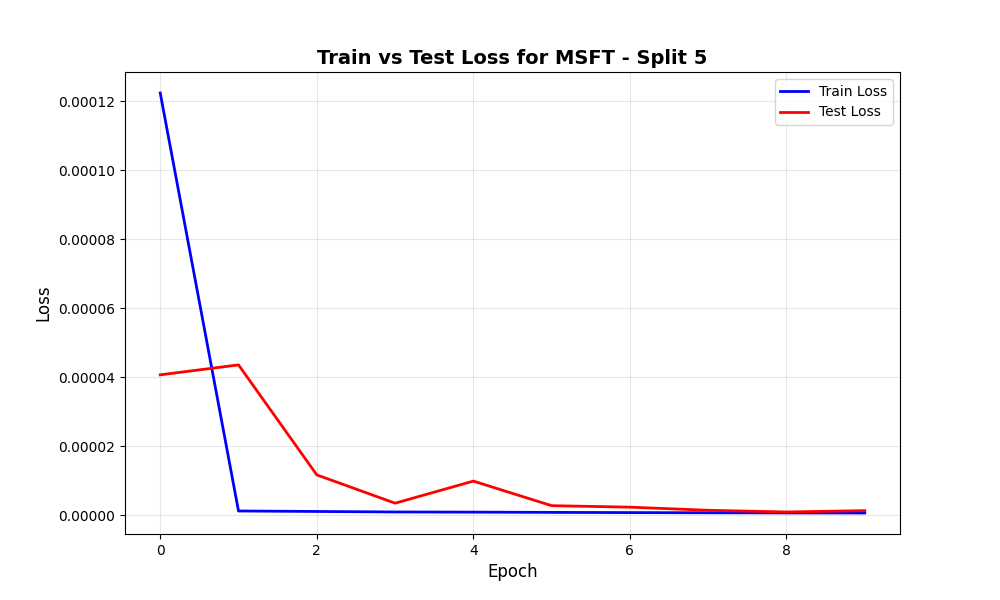 Train vs Test Loss for MSFT - Split 5
Train Loss
Test Loss
Loss
0.00012
0.00010
0.00008
0.00006
0.00004
0.00002
0.00000
0 2 4 6 8
Epoch